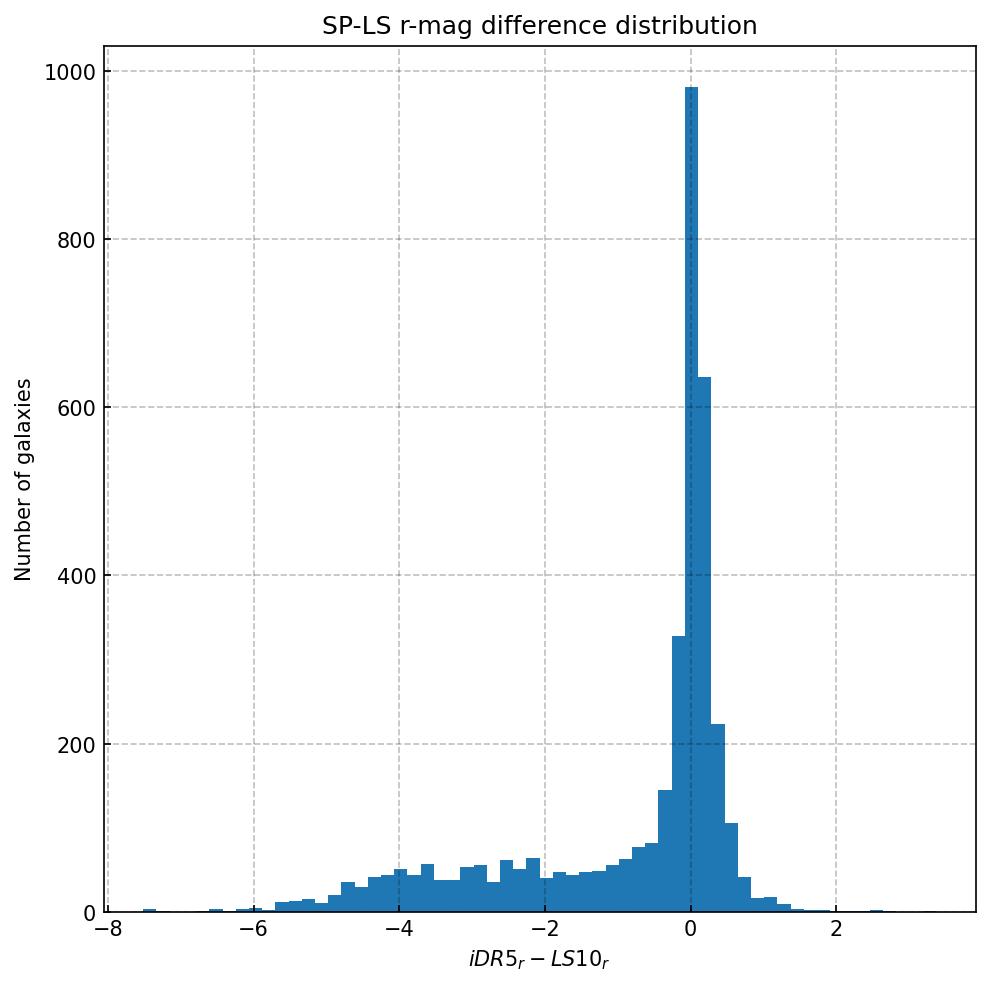 SP-LS r-mag difference distribution
1000
800
600
400
200
0
Number of galaxies
−8 −6 −4 −2 0 2
iDR5r − LS10r